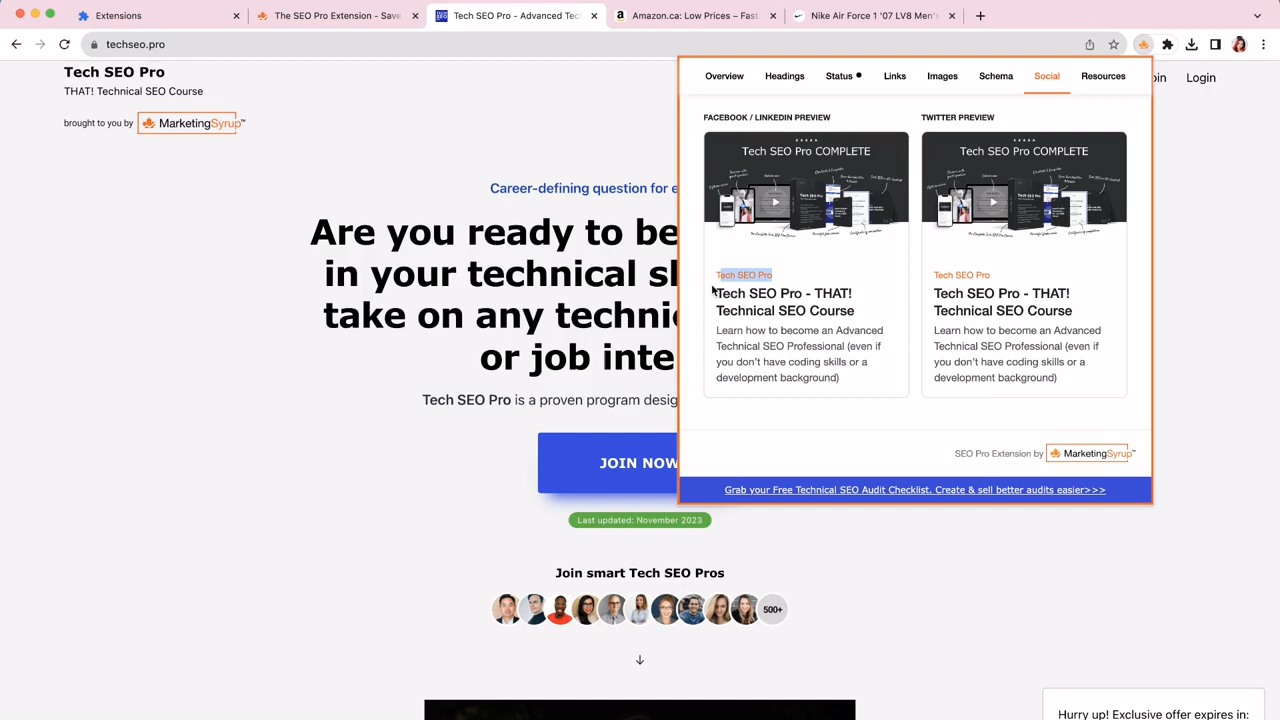 Extensions
The SEO Pro Extension - Save
Tech SEO Pro - Advanced Tec
Amazon.ca: Low Prices – Fast
Nike Air Force 1 '07 LV8 Men's
techseo.pro
Tech SEO Pro
THAT! Technical SEO Course
brought to you by MarketingSyrup™
Login
Overview
Headings
Status
Links
Images
Schema
Social
Resources
FACEBOOK / LINKEDIN PREVIEW
Tech SEO Pro COMPLETE
Tech SEO Pro
Tech SEO Pro - THAT!
Technical SEO Course
Learn how to become an Advanced
Technical SEO Professional (even if
you don't have coding skills or a
development background)
TWITTER PREVIEW
Tech SEO Pro COMPLETE
Tech SEO Pro
Tech SEO Pro - THAT!
Technical SEO Course
Learn how to become an Advanced
Technical SEO Professional (even if
you don't have coding skills or a
development background)
SEO Pro Extension by MarketingSyrup™
Grab your Free Technical SEO Audit Checklist. Create & sell better audits easier>>>
Career-defining question for e
Are you ready to be
in your technical sk
take on any technic
or job inte
Tech SEO Pro is a proven program desig
JOIN NOW
Last updated: November 2023
Join smart Tech SEO Pros
500+
Hurry up! Exclusive offer expires in: